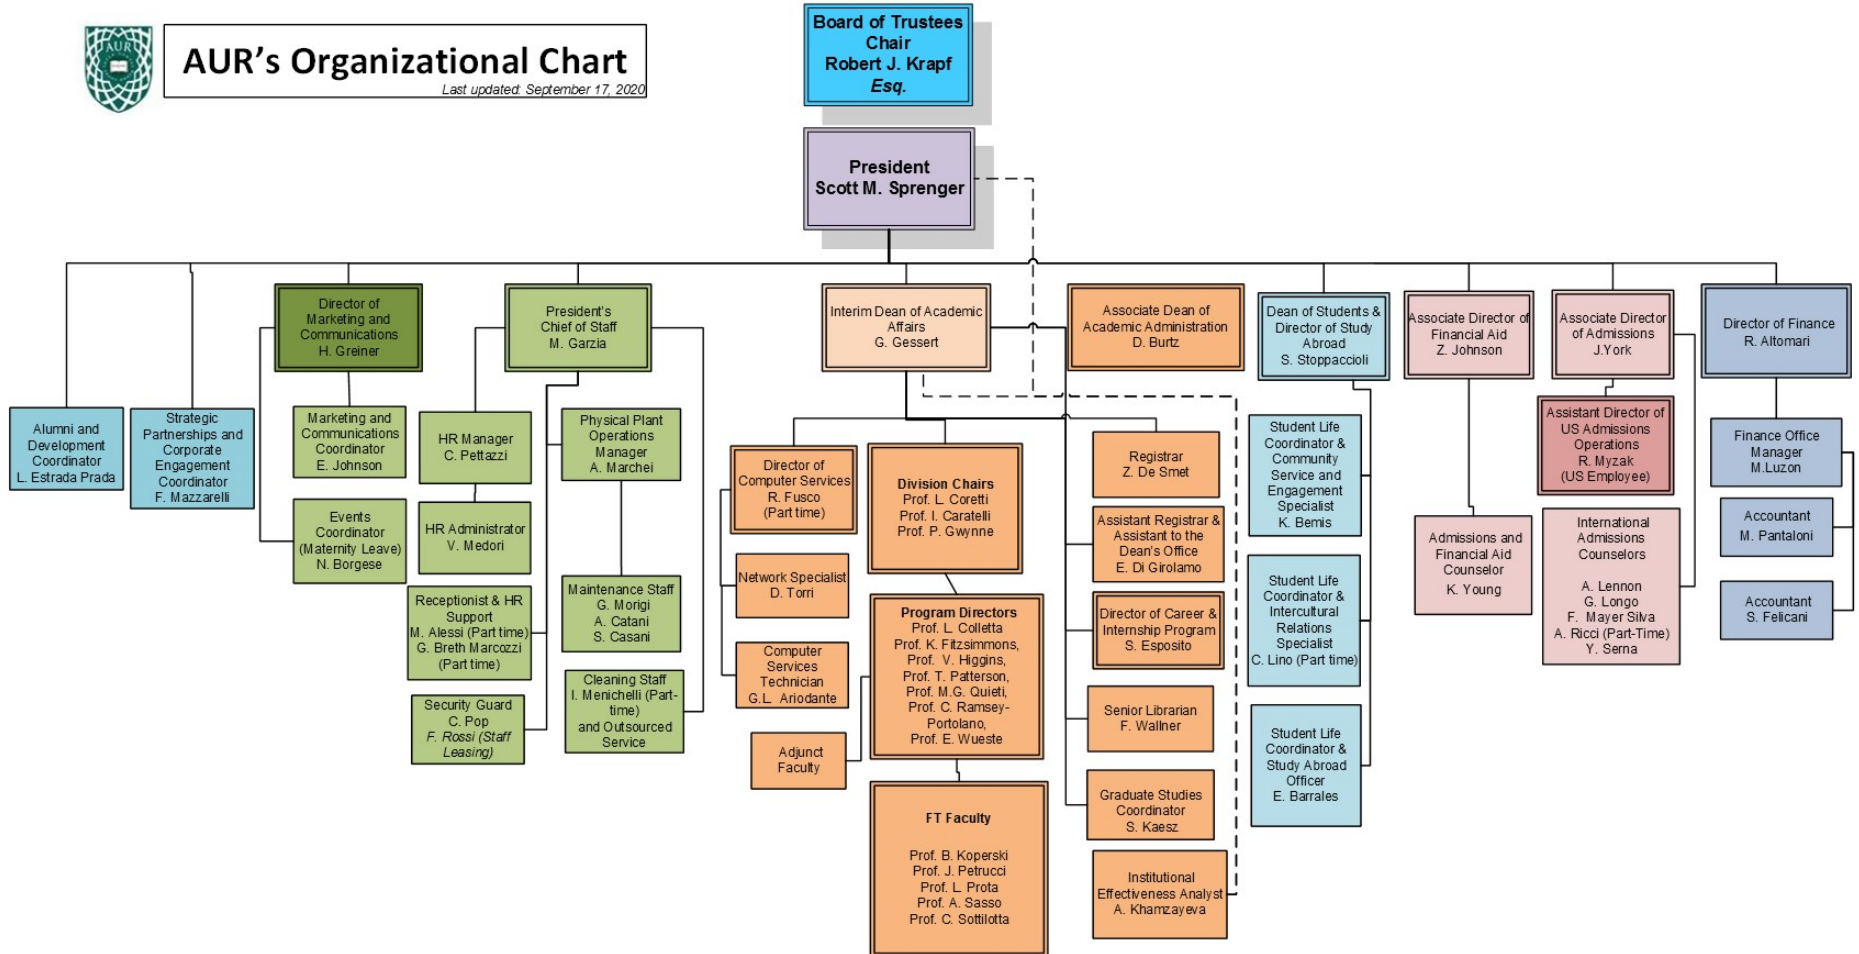 AUR
AUR's Organizational Chart
Last updated: September 17, 2020
Board of Trustees
Chair
Robert J. Krapf
Esq.
President
Scott M. Sprenger
Director of
Marketing and
Communications
H. Greiner
President's
Chief of Staff
M. Garzia
Interim Dean of Academic
Affairs
G. Gessert
Associate Dean of
Academic Administration
D. Burtz
Dean of Students &
Director of Study
Abroad
S. Stoppaccioli
Associate Director of
Financial Aid
Z. Johnson
Associate Director
of Admissions
J.York
Director of Finance
R. Altomari
Alumni and
Development
Coordinator
L. Estrada Prada
Strategic
Partnerships and
Corporate
Engagement
Coordinator
F. Mazzarelli
Marketing and
Communications
Coordinator
E. Johnson
Events
Coordinator
(Maternity Leave)
N. Borgese
HR Manager
C. Pettazzi
HR Administrator
V. Medori
Receptionist & HR
Support
M. Alessi (Part time)
G. Breth Marcozzi
(Part time)
Security Guard
C. Pop
F. Rossi (Staff
Leasing)
Physical Plant
Operations
Manager
A. Marchei
Maintenance Staff
G. Morigi
A. Catani
S. Casani
Cleaning Staff
I. Menichelli (Part-
time)
and Outsourced
Service
Director of
Computer Services
R. Fusco
(Part time)
Network Specialist
D. Torri
Computer
Services
Technician
G.L. Ariodante
Adjunct
Faculty
Division Chairs
Prof. L. Coretti
Prof. I. Caratelli
Prof. P. Gwynne
Program Directors
Prof. L. Colletta
Prof. K. Fitzsimmons,
Prof. V. Higgins,
Prof. T. Patterson,
Prof. M.G. Quieti,
Prof. C. Ramsey-
Portolano,
Prof. E. Wueste
FT Faculty
Prof. B. Koperski
Prof. J. Petrucci
Prof. L. Prota
Prof. A. Sasso
Prof. C. Sottilotta
Registrar
Z. De Smet
Assistant Registrar &
Assistant to the
Dean's Office
E. Di Girolamo
Director of Career &
Internship Program
S. Esposito
Senior Librarian
F. Wallner
Graduate Studies
Coordinator
S. Kaesz
Institutional
Effectiveness Analyst
A. Khamzayeva
Student Life
Coordinator &
Community
Service and
Engagement
Specialist
K. Bemis
Student Life
Coordinator &
Intercultural
Relations
Specialist
C. Lino (Part time)
Student Life
Coordinator &
Study Abroad
Officer
E. Barrales
Admissions and
Financial Aid
Counselor
K. Young
Assistant Director of
US Admissions
Operations
R. Myzak
(US Employee)
International
Admissions
Counselors
A. Lennon
G. Longo
F. Mayer Silva
A. Ricci (Part-Time)
Y. Serna
Finance Office
Manager
M.Luzon
Accountant
M. Pantaloni
Accountant
S. Felicani